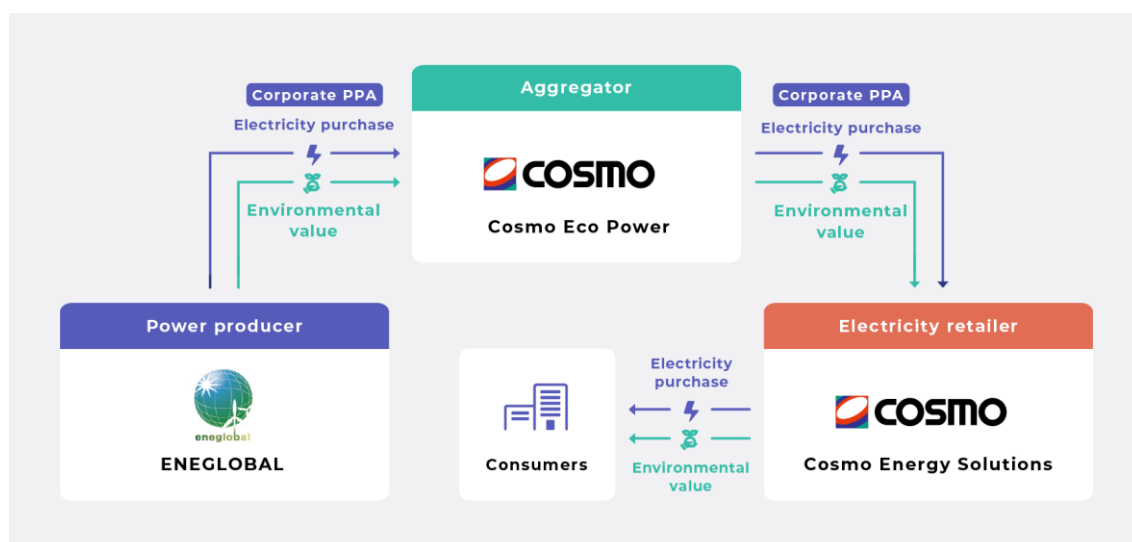 Aggregator
Corporate PPA
Electricity purchase
Environmental
value
COSMO
Cosmo Eco Power
Corporate PPA
Electricity purchase
Environmental
value
Power producer
eneglobal
ENEGLOBAL
Electricity retailer
COSMO
Cosmo Energy Solutions
Electricity
purchase
Environmental
value
Consumers